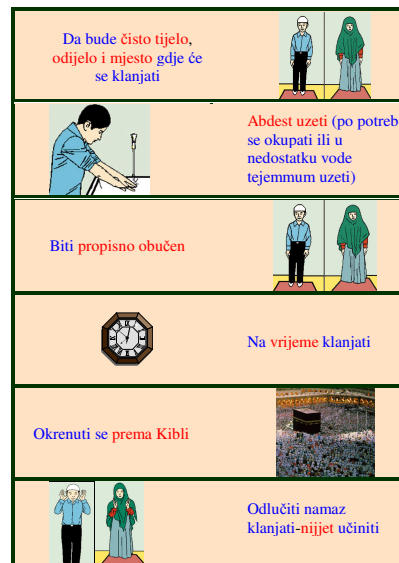 Da bude čisto tijelo,
odijelo i mjesto gdje će
se klanjati
Abdest uzeti (po potreb
se okupati ili u
nedostatku vode
tejemmum uzeti)
Biti propisno obučen
Na vrijeme klanjati
Okrenuti se prema Kibli
Odlučiti namaz
klanjati-nijjet učiniti